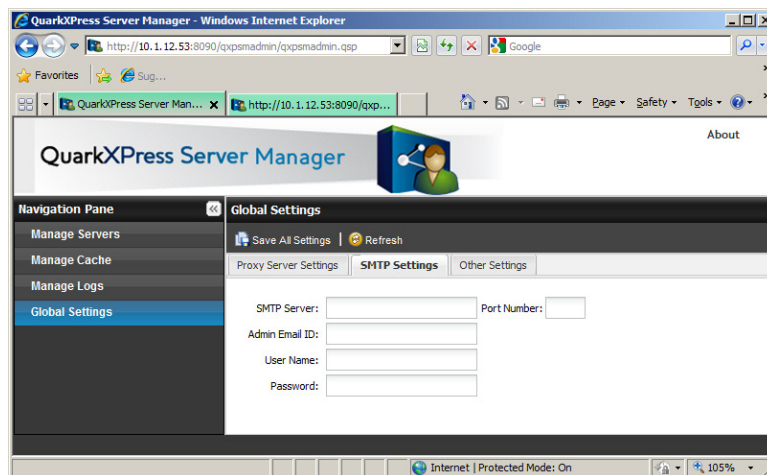 QuarkXPress Server Manager - Windows Internet Explorer
http://10.1.12.53:8090/qxpsmadmin/qxpsmadmin.qsp
Google
Favorites
Sug...
QuarkXPress Server Man...
http://10.1.12.53:8090/qxp...
Page
Safety
Tools
About
QuarkXPress Server Manager
Navigation Pane
Global Settings
Manage Servers
Save All Settings
Refresh
Manage Cache
Proxy Server Settings
SMTP Settings
Other Settings
Manage Logs
Global Settings
SMTP Server:
Port Number:
Admin Email ID:
User Name:
Password:
Internet | Protected Mode: On
105%